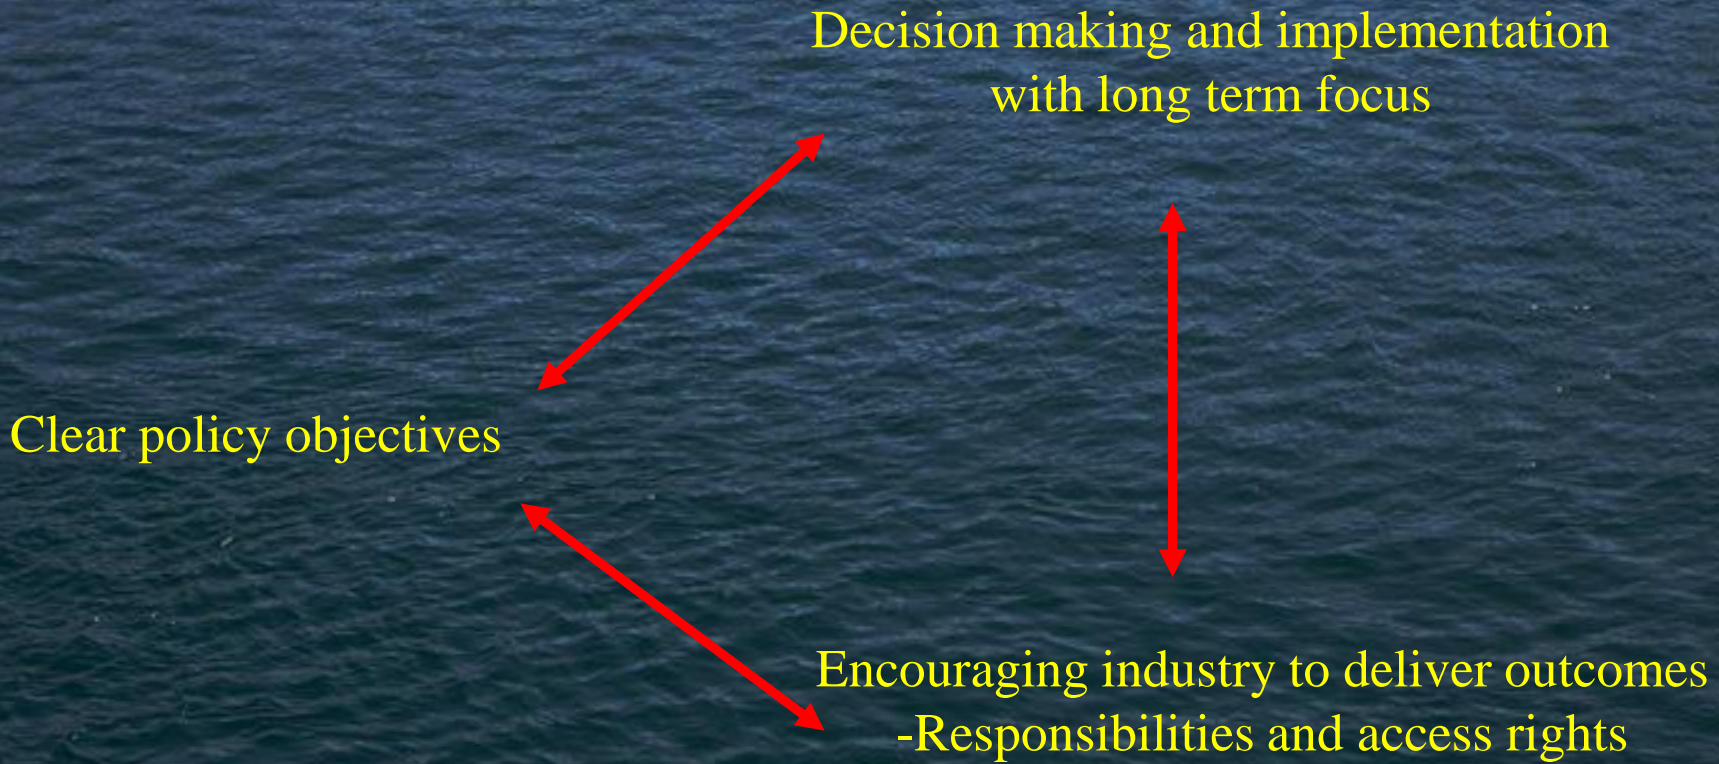 Decision making and implementation
with long term focus
Clear policy objectives
Encouraging industry to deliver outcomes
-Responsibilities and access rights